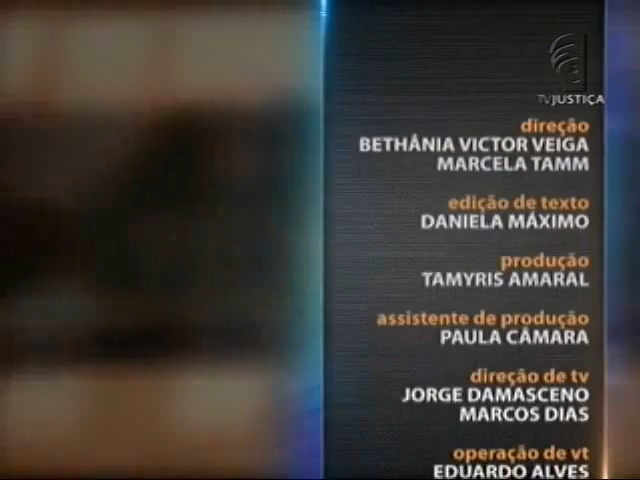 TV JUSTIÇA
direção
BETHÂNIA VICTOR VEIGA
MARCELA TAMM
edição de texto
DANIELA MÁXIMO
produção
TAMYRIS AMARAL
assistente de produção
PAULA CÂMARA
direção de tv
JORGE DAMASCENO
MARCOS DIAS
operação de vt
EDUARDO ALVES